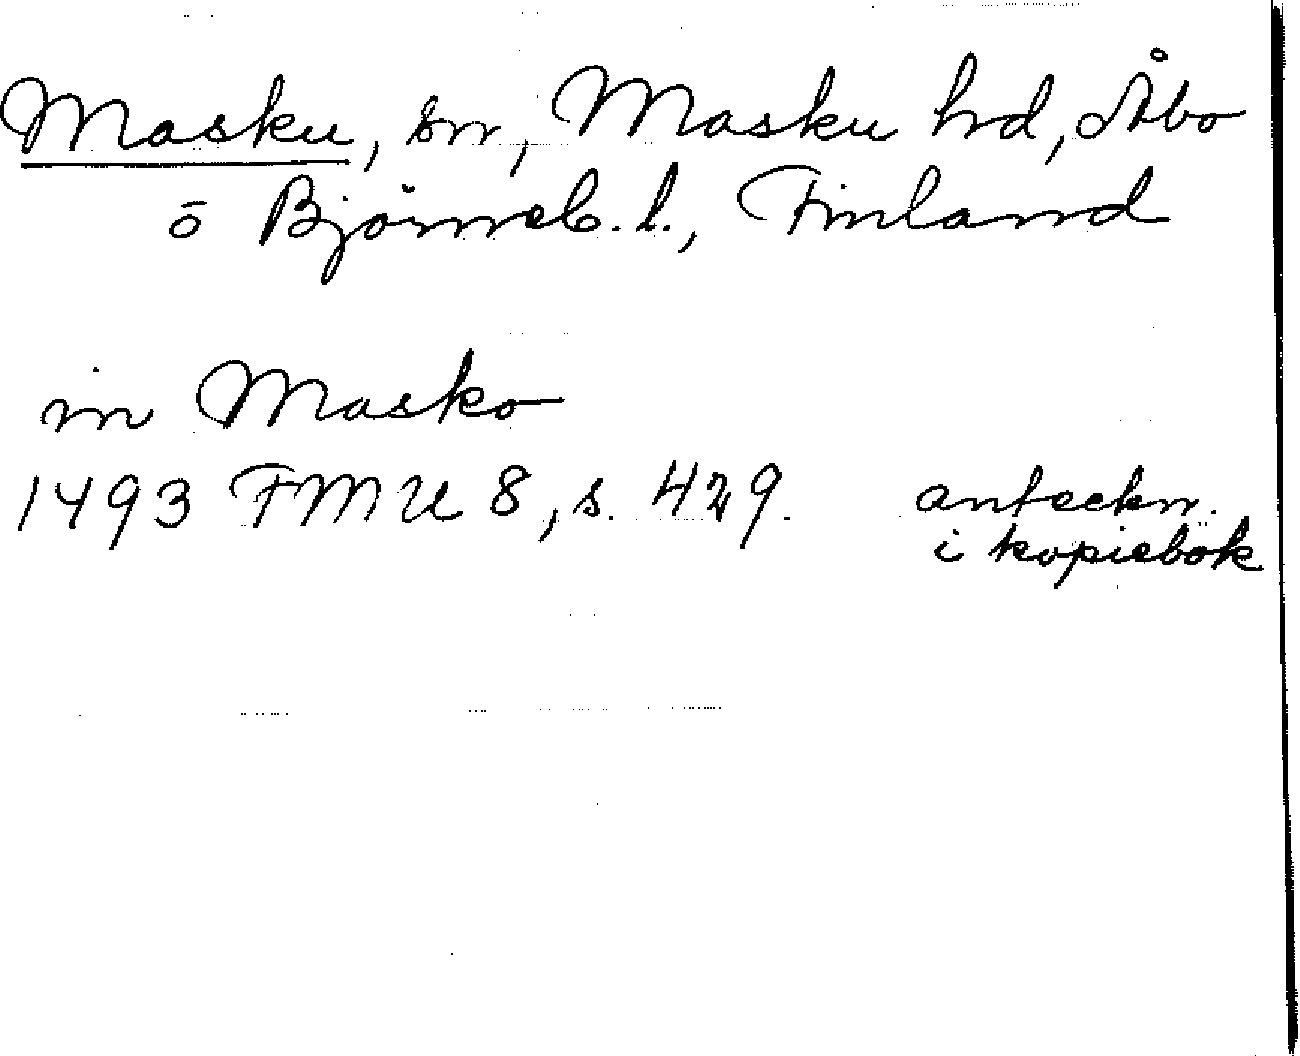 Masku, sn, Masku hd, Åbo
o Björneb. l., Finland
in Masko
1493 FMU 8, s. 429. anteckn.
i kopiebok